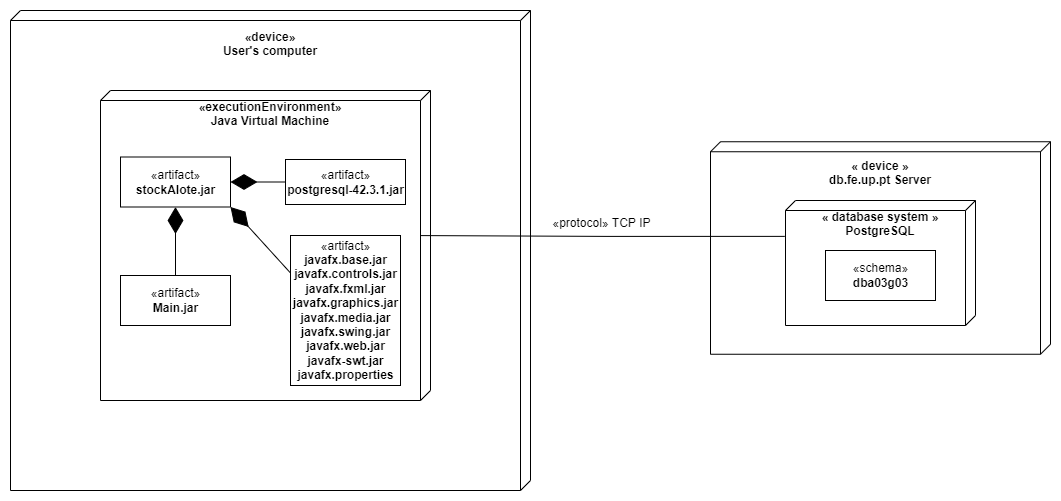 «device»
User's computer
«executionEnvironment»
Java Virtual Machine
«artifact»
stockAlote.jar
«artifact»
postgresql-42.3.1.jar
«artifact»
Main.jar
«artifact»
javafx.base.jar
javafx.controls.jar
javafx.fxml.jar
javafx.graphics.jar
javafx.media.jar
javafx.swing.jar
javafx.web.jar
javafx-swt.jar
javafx.properties
«protocol» TCP IP
« device »
db.fe.up.pt Server
« database system »
PostgreSQL
«schema»
dba03g03